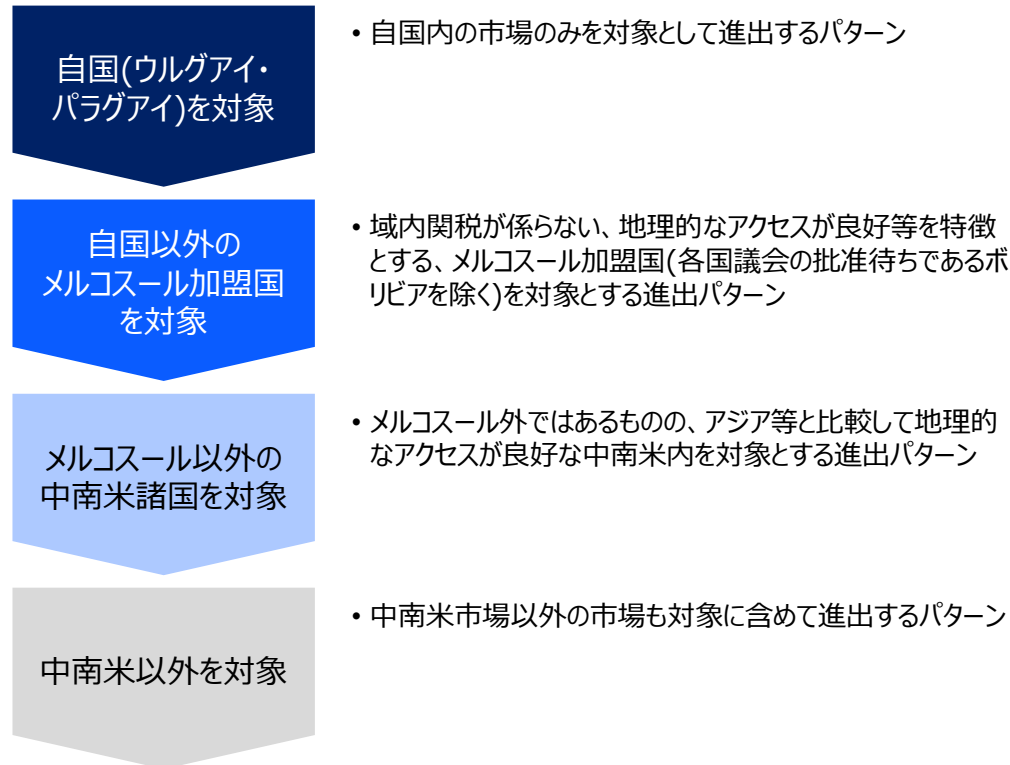 自国(ウルグアイ・
パラグアイ)を対象
• 自国内の市場のみを対象として進出するパターン
自国以外の
メルコスール加盟国
を対象
• 域内関税が係らない、地理的なアクセスが良好等を特徴
とする、メルコスール加盟国(各国議会の批准待ちであるボ
リビアを除く)を対象とする進出パターン
メルコスール以外の
中南米諸国を対象
• メルコスール外ではあるものの、アジア等と比較して地理的
なアクセスが良好な中南米内を対象とする進出パターン
中南米以外を対象
• 中南米市場以外の市場も対象に含めて進出するパターン